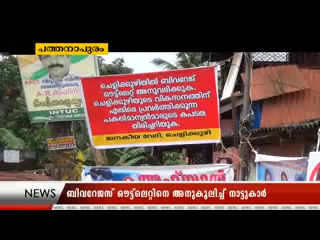 പത്തനാപുരം
INTUC
ചെളിക്കുഴിയിൽ ബിവറേജ്
ഔട്ട്ലെറ്റ് അനുവദിക്കുക.
ചെളിക്കുഴിയുടെ വികസനത്തിന്
എതിരെ പ്രവർത്തിക്കുന്ന
പകൽമാന്യൻമാരുടെ കപടത
തിരിച്ചറിയുക.
ജനകീയ വേദി, ചെളിക്കുഴി
NEWS
ബിവറേജസ് ഔട്ട്ലെറ്റിനെ അനുകൂലിച്ച് നാട്ടുകാർ